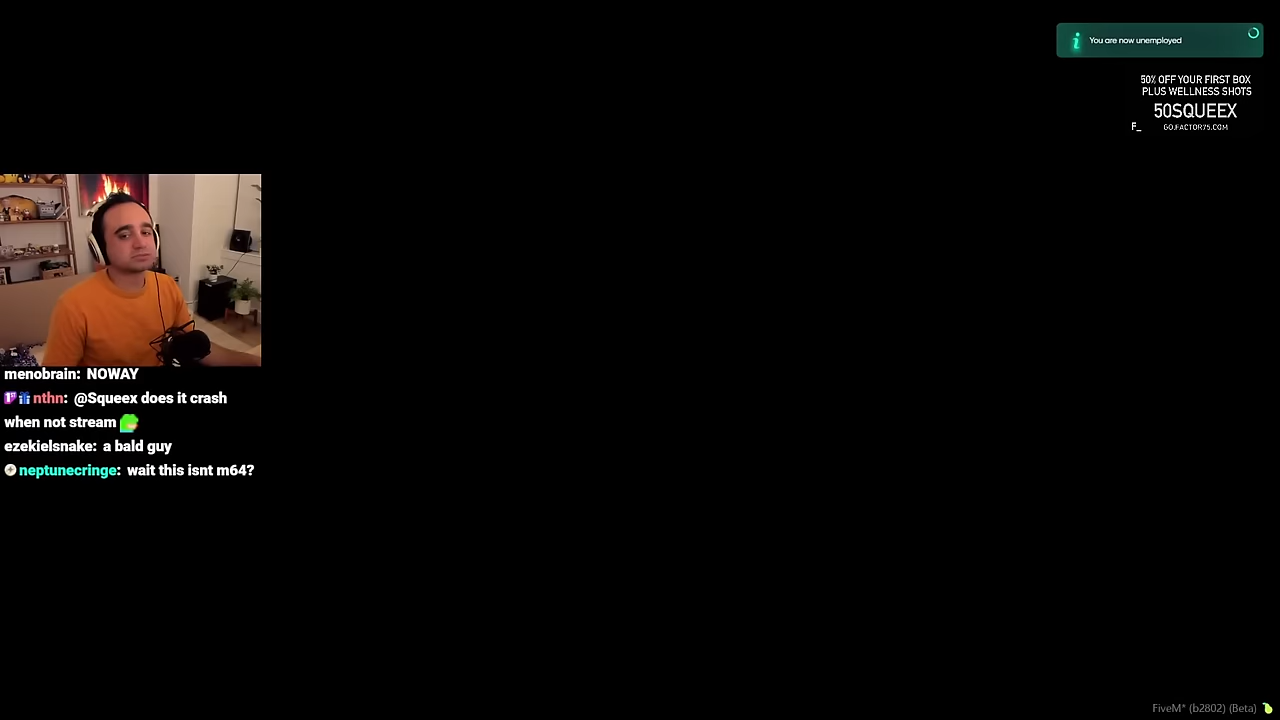 You are now unemployed
50% OFF YOUR FIRST BOX
PLUS WELLNESS SHOTS
50SQUEEX
F_ GO.FACTOR75.COM
menobrain: NOWAY
nthn: @Squeex does it crash
when not stream
ezekielsnake: a bald guy
neptunecringe: wait this isnt m64?
FiveM* (b2802) (Beta)